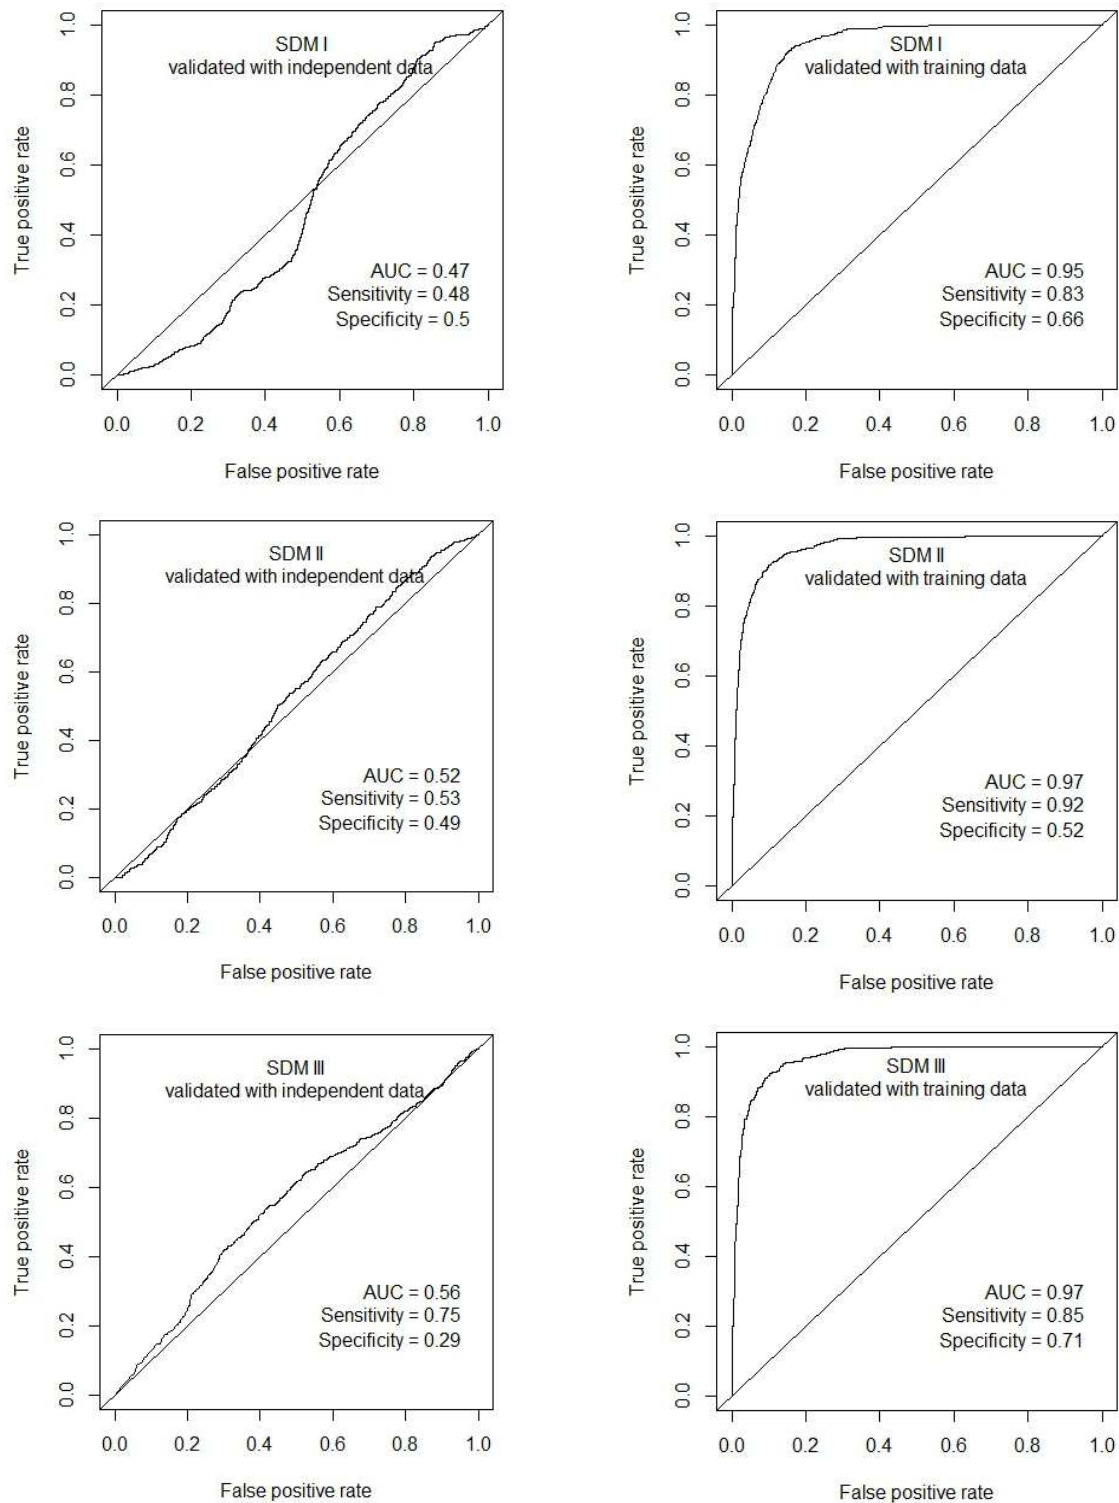 SDM I
validated with independent data
True positive rate
1.0
0.8
0.6
0.4
0.2
0.0
AUC = 0.47
Sensitivity = 0.48
Specificity = 0.5
0.0 0.2 0.4 0.6 0.8 1.0
False positive rate
SDM I
validated with training data
True positive rate
1.0
0.8
0.6
0.4
0.2
0.0
AUC = 0.95
Sensitivity = 0.83
Specificity = 0.66
0.0 0.2 0.4 0.6 0.8 1.0
False positive rate
SDM II
validated with independent data
True positive rate
1.0
0.8
0.6
0.4
0.2
0.0
AUC = 0.52
Sensitivity = 0.53
Specificity = 0.49
0.0 0.2 0.4 0.6 0.8 1.0
False positive rate
SDM II
validated with training data
True positive rate
1.0
0.8
0.6
0.4
0.2
0.0
AUC = 0.97
Sensitivity = 0.92
Specificity = 0.52
0.0 0.2 0.4 0.6 0.8 1.0
False positive rate
SDM III
validated with independent data
True positive rate
1.0
0.8
0.6
0.4
0.2
0.0
AUC = 0.56
Sensitivity = 0.75
Specificity = 0.29
0.0 0.2 0.4 0.6 0.8 1.0
False positive rate
SDM III
validated with training data
True positive rate
1.0
0.8
0.6
0.4
0.2
0.0
AUC = 0.97
Sensitivity = 0.85
Specificity = 0.71
0.0 0.2 0.4 0.6 0.8 1.0
False positive rate